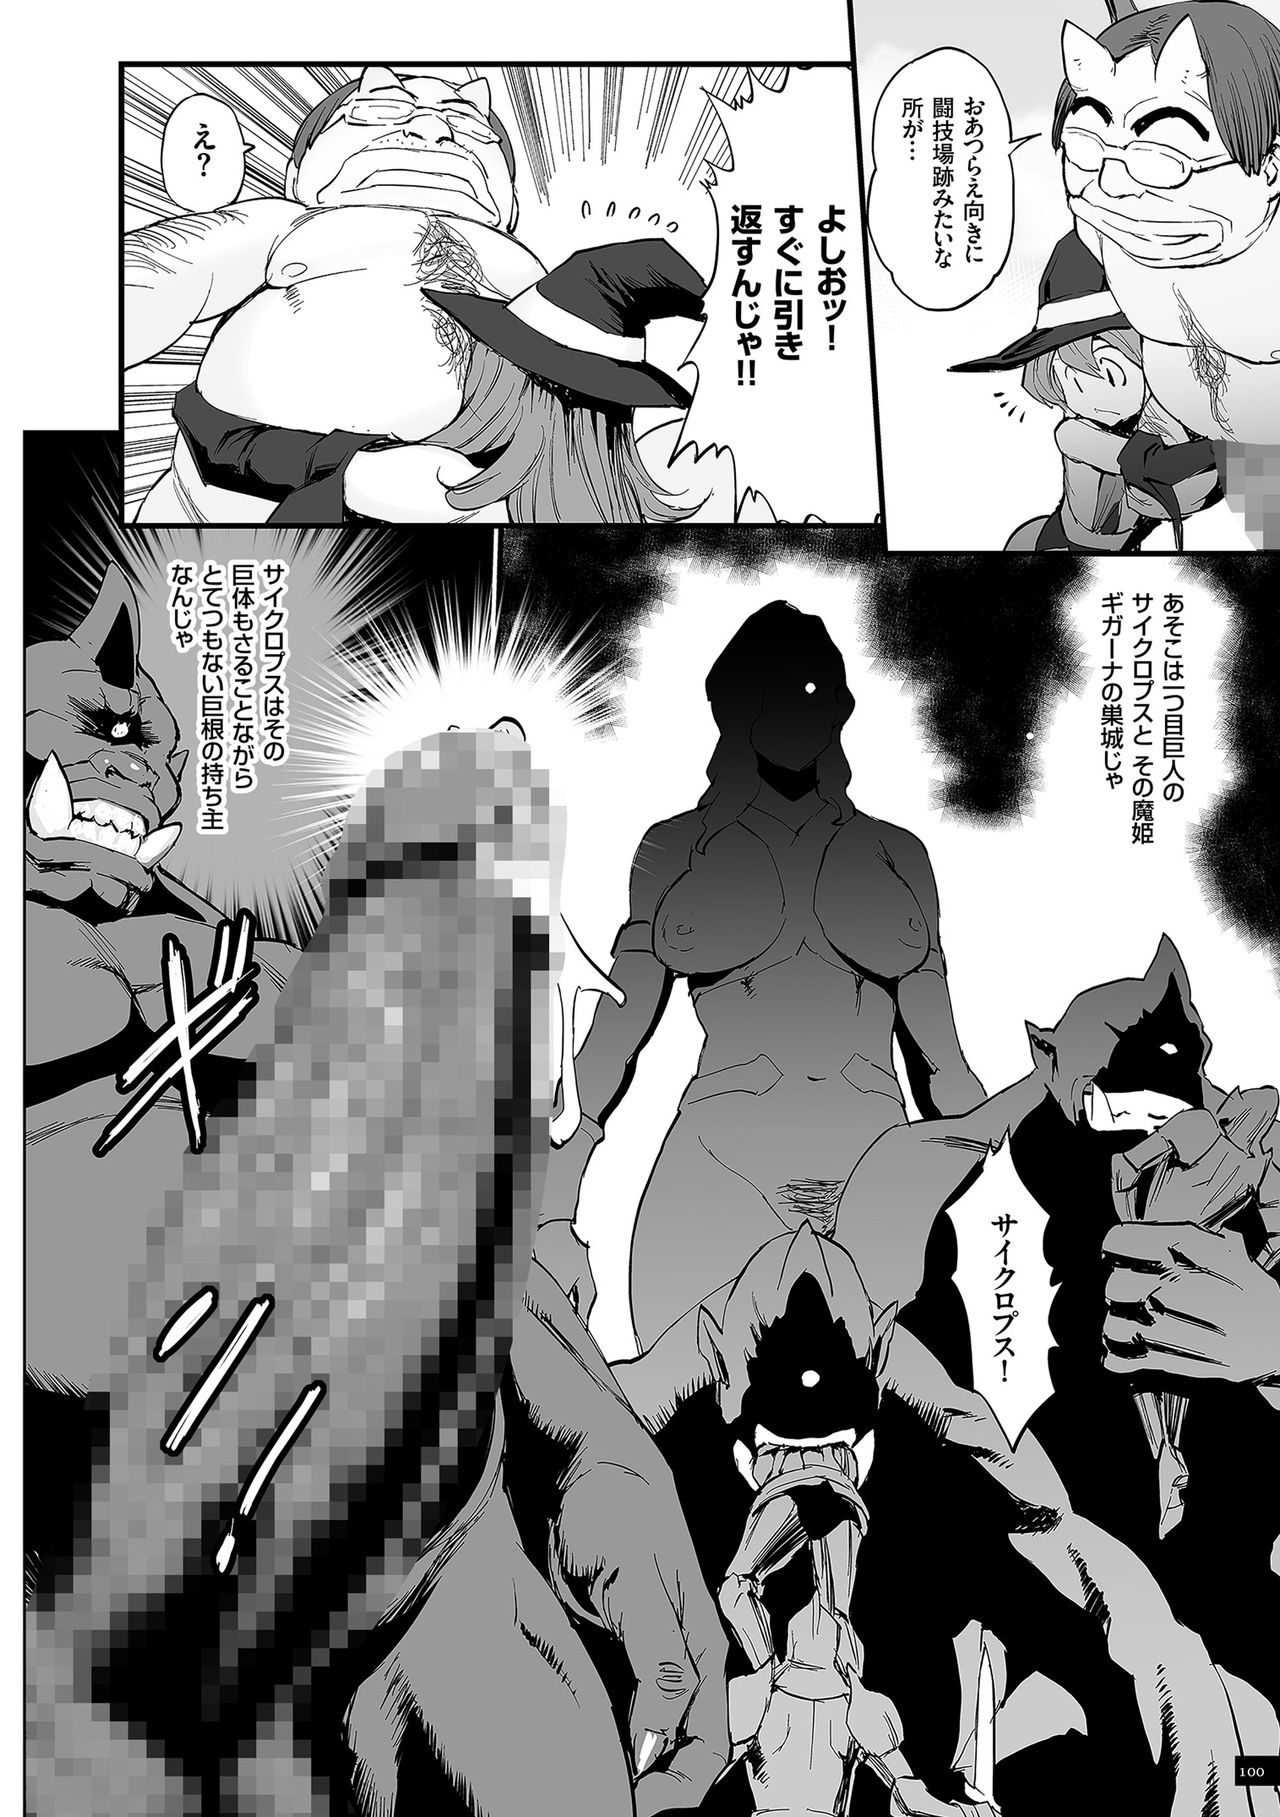 おあつらえ向きに
闘技場跡みたいな
所が…
よしおッ！
すぐに引き
返すんじゃ!!
え？
あそこは一つ目巨人の
サイクロプスと その魔姫
ギガーナの巣城じゃ
サイクロプス！
サイクロプスはその
巨体もさることながら
とてつもない巨根の持ち主
なんじゃ
100